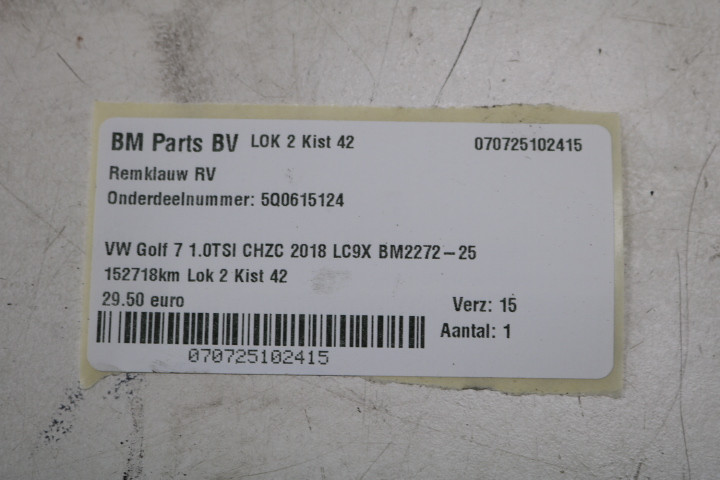 BM Parts BV LOK 2 Kist 42 070725102415
Remklauw RV
Onderdeelnummer: 5Q0615124
VW Golf 7 1.0TSI CHZC 2018 LC9X BM2272-25
152718km Lok 2 Kist 42
29.50 euro Verz: 15
Aantal: 1
070725102415